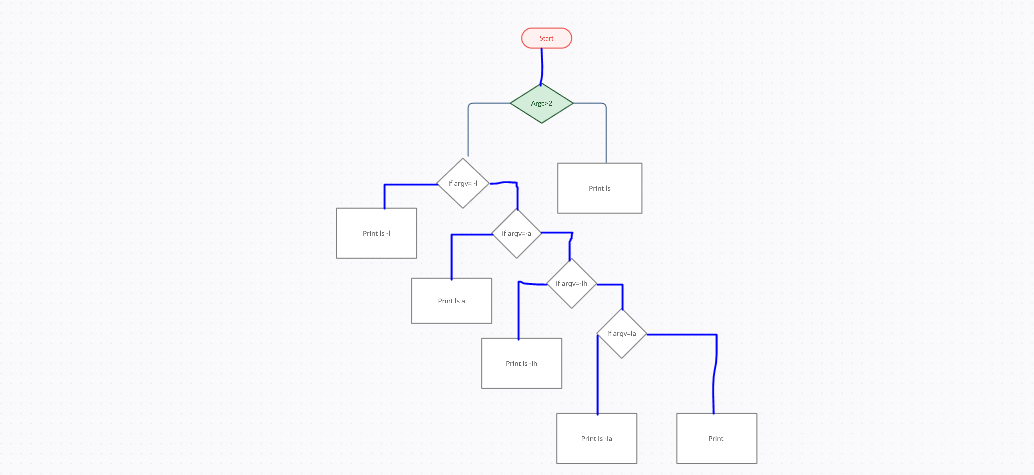 Start
Argc>2
If argv= -l
Print ls
Print ls -l
If argv=-a
Print ls a
If argv=-lh
If argv=la
Print ls -lh
Print ls -la
Print